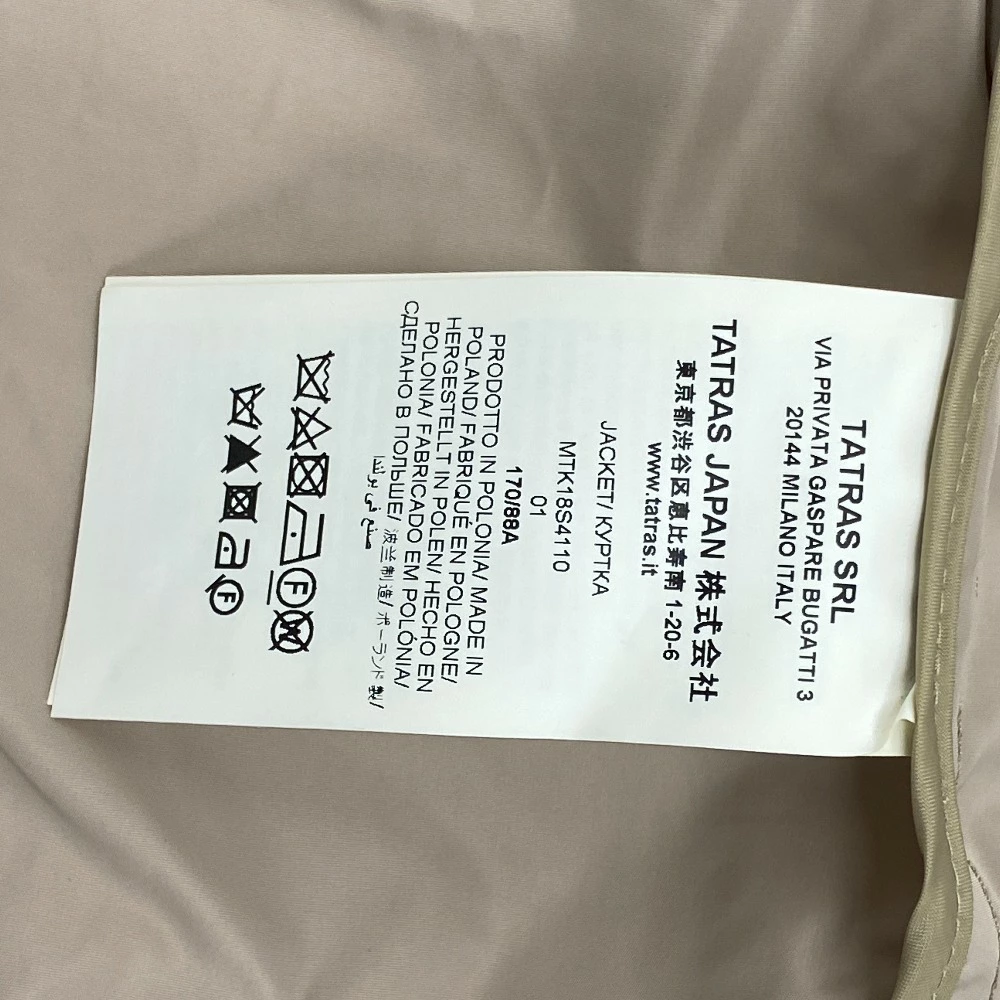 TATRAS SRL
VIA PRIVATA GASPARE BUGATTI 3
20144 MILANO ITALY
TATRAS JAPAN 株式会社
東京都渋谷区恵比寿南 1-20-6
www.tatras.it
JACKET/ КУРТКА
MTK18S4110
01
170/88A
PRODOTTO IN POLONIA/ MADE IN
POLAND/ FABRIQUÉ EN POLOGNE/
HERGESTELLT IN POLEN/ HECHO EN
POLONIA/ FABRICADO EM POLÓNIA/
СДЕЛАНО В ПОЛЬШЕ/ 波兰制造/ ポーランド製/
صنع في بولندا
F W
F